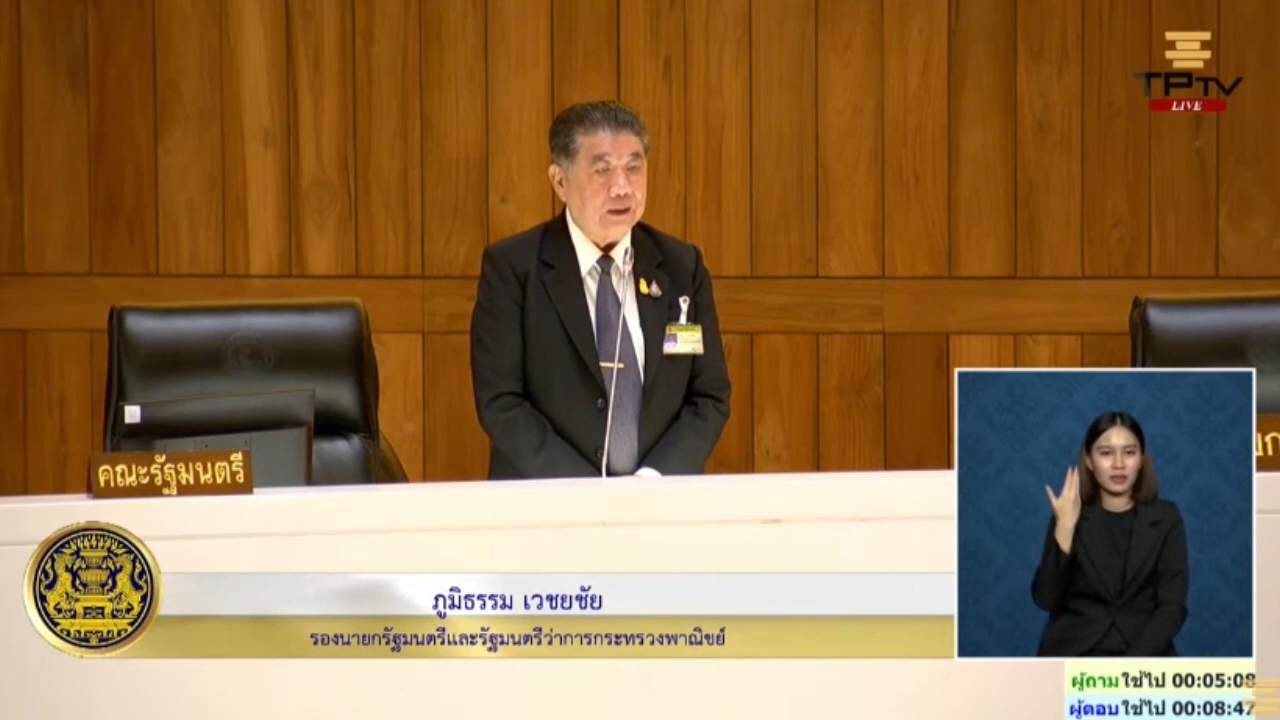 TPTV
LIVE
คณะรัฐมนตรี
ภูมิธรรม เวชยชัย
รองนายกรัฐมนตรีและรัฐมนตรีว่าการกระทรวงพาณิชย์
ผู้ถาม ใช้ไป 00:05:08
ผู้ตอบ ใช้ไป 00:08:47